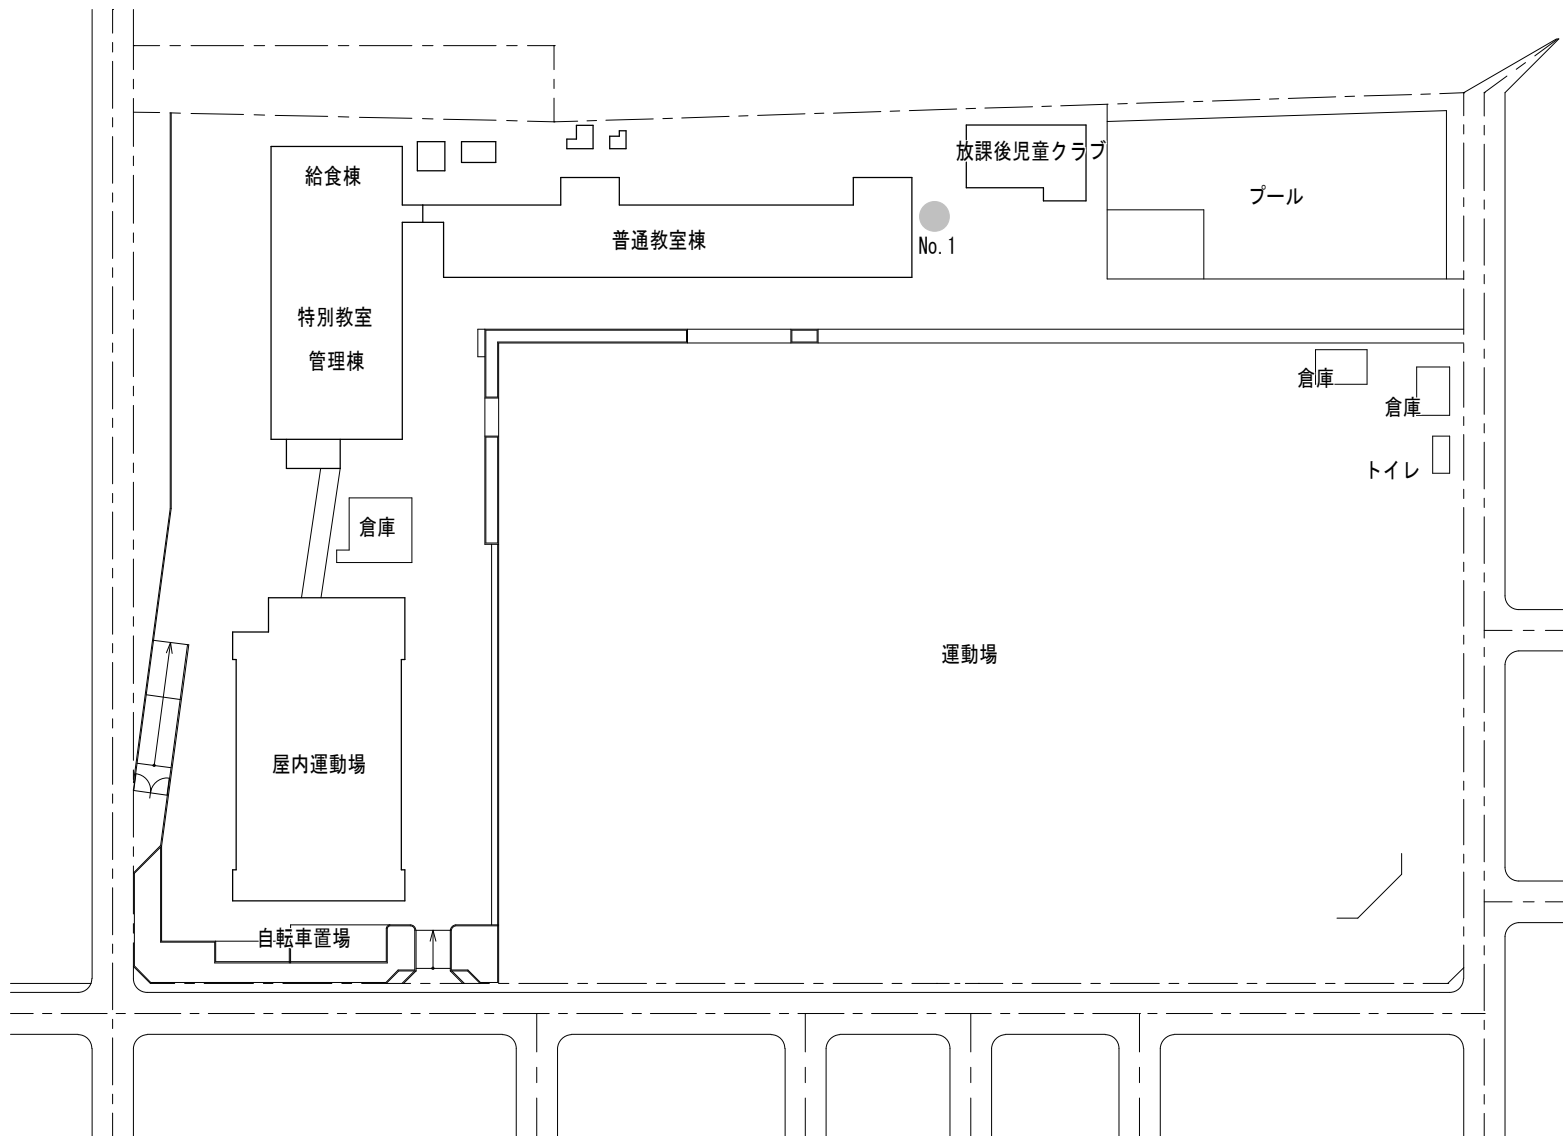 放課後児童クラブ
給食棟
プール
普通教室棟
No.1
特別教室
管理棟
倉庫
倉庫
トイレ
倉庫
運動場
屋内運動場
自転車置場